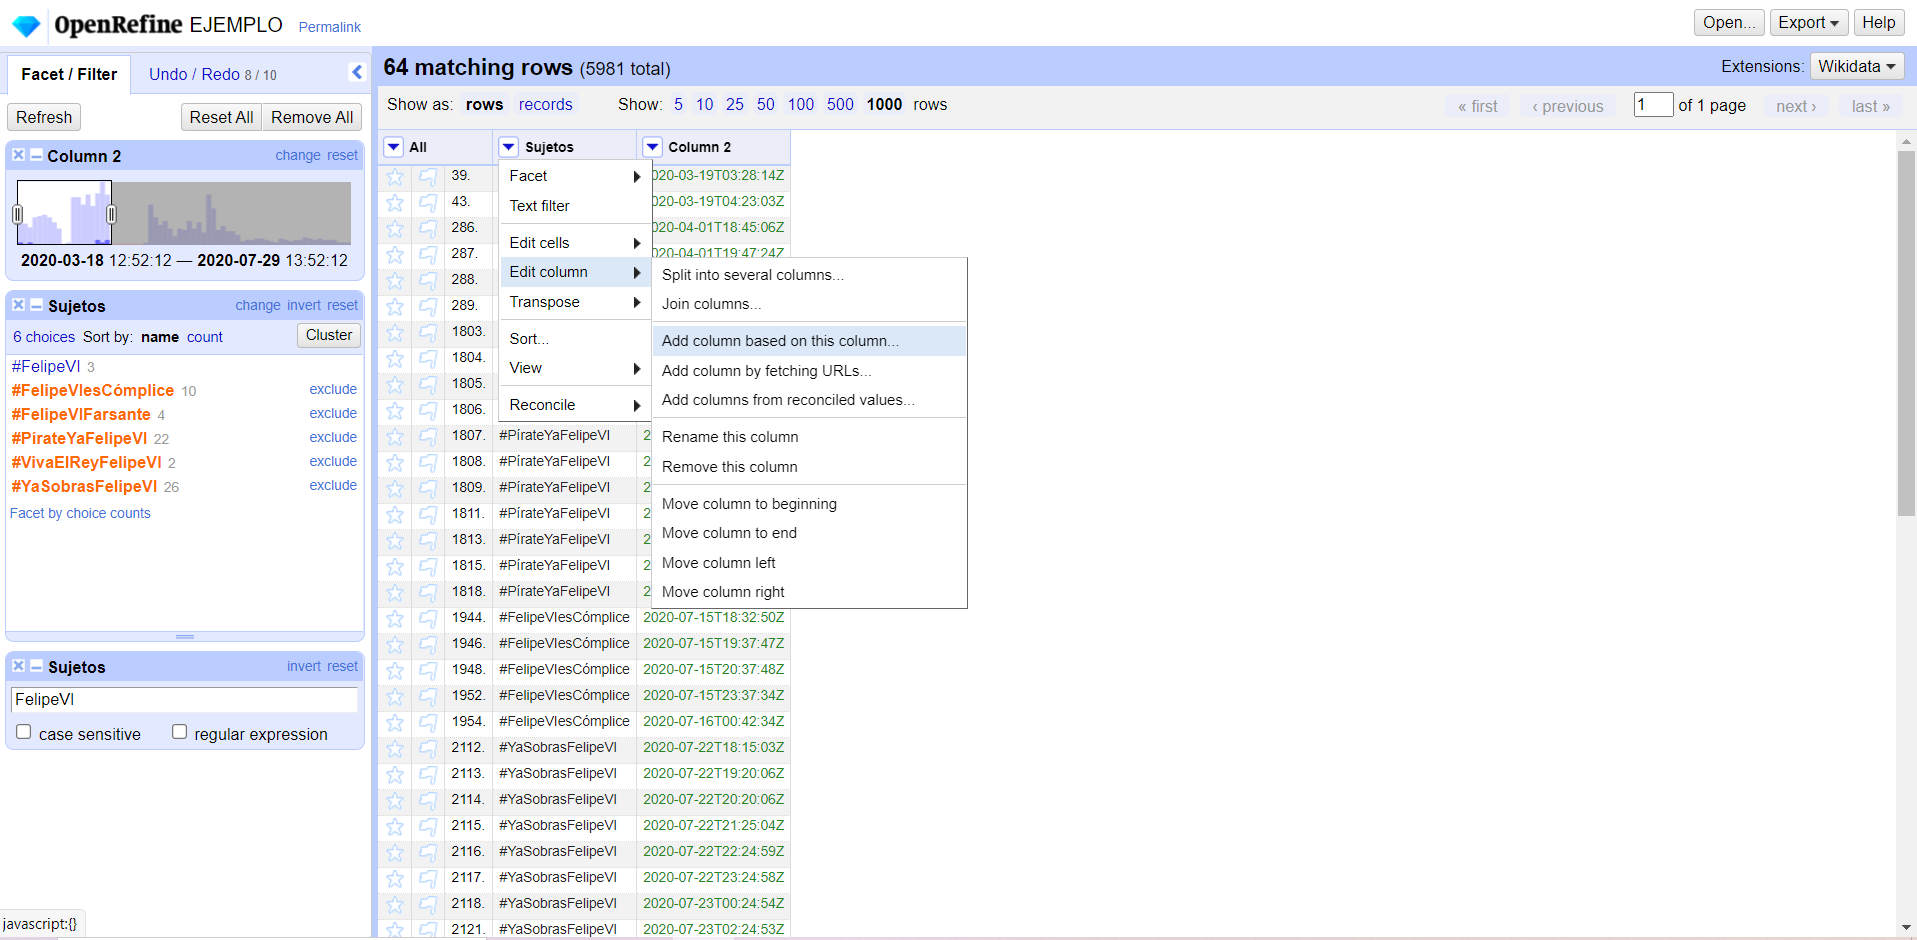 OpenRefine EJEMPLO Permalink
Open... Export Help
Facet / Filter Undo / Redo 8 / 10
64 matching rows (5981 total)
Extensions: Wikidata
Refresh Reset All Remove All
Show as: rows records Show: 5 10 25 50 100 500 1000 rows
« first ‹ previous 1 of 1 page next › last »
Column 2 change reset
2020-03-18 12:52:12 — 2020-07-29 13:52:12
Sujetos change invert reset
6 choices Sort by: name count Cluster
#FelipeVI 3
#FelipeVIesCómplice 10 exclude
#FelipeVIFarsante 4 exclude
#PírateYaFelipeVI 22 exclude
#VivaElReyFelipeVI 2 exclude
#YaSobrasFelipeVI 26 exclude
Facet by choice counts
Sujetos invert reset
FelipeVI
case sensitive regular expression
javascript:{}
All Sujetos Column 2
39. 020-03-19T03:28:14Z
43. 020-03-19T04:23:03Z
286. 020-04-01T18:45:06Z
287. 020-04-01T19:47:24Z
288.
289.
1803.
1804.
1805.
1806.
1807. #PírateYaFelipeVI 2
1808. #PírateYaFelipeVI 2
1809. #PírateYaFelipeVI 2
1811. #PírateYaFelipeVI 2
1813. #PírateYaFelipeVI 2
1815. #PírateYaFelipeVI 2
1818. #PírateYaFelipeVI 2
1944. #FelipeVIesCómplice 2020-07-15T18:32:50Z
1946. #FelipeVIesCómplice 2020-07-15T19:37:47Z
1948. #FelipeVIesCómplice 2020-07-15T20:37:48Z
1952. #FelipeVIesCómplice 2020-07-15T23:37:34Z
1954. #FelipeVIesCómplice 2020-07-16T00:42:34Z
2112. #YaSobrasFelipeVI 2020-07-22T18:15:03Z
2113. #YaSobrasFelipeVI 2020-07-22T19:20:06Z
2114. #YaSobrasFelipeVI 2020-07-22T20:20:06Z
2115. #YaSobrasFelipeVI 2020-07-22T21:25:04Z
2116. #YaSobrasFelipeVI 2020-07-22T22:24:59Z
2117. #YaSobrasFelipeVI 2020-07-22T23:24:58Z
2118. #YaSobrasFelipeVI 2020-07-23T00:24:54Z
2121. #YaSobrasFelipeVI 2020-07-23T02:24:53Z
Facet
Text filter
Edit cells
Edit column
Transpose
Sort...
View
Reconcile
Split into several columns...
Join columns...
Add column based on this column...
Add column by fetching URLs...
Add columns from reconciled values...
Rename this column
Remove this column
Move column to beginning
Move column to end
Move column left
Move column right